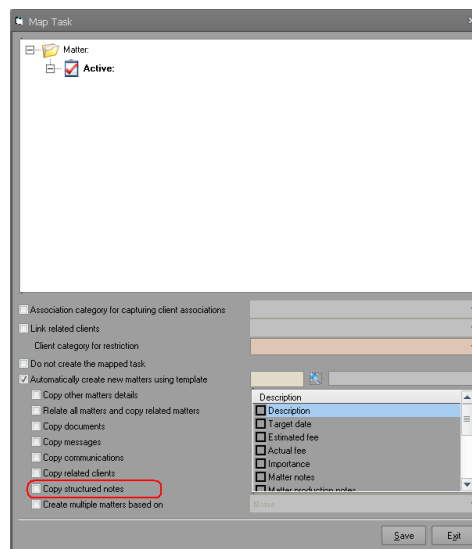 Map Task
Matter:
Active:
Association category for capturing client associations
Link related clients
Client category for restriction
Do not create the mapped task
Automatically create new matters using template
Copy other matters details
Relate all matters and copy related matters
Copy documents
Copy messages
Copy communications
Copy related clients
Copy structured notes
Create multiple matters based on
Description
Description
Target date
Estimated fee
Actual fee
Importance
Matter notes
Matter production notes
None
Save
Exit